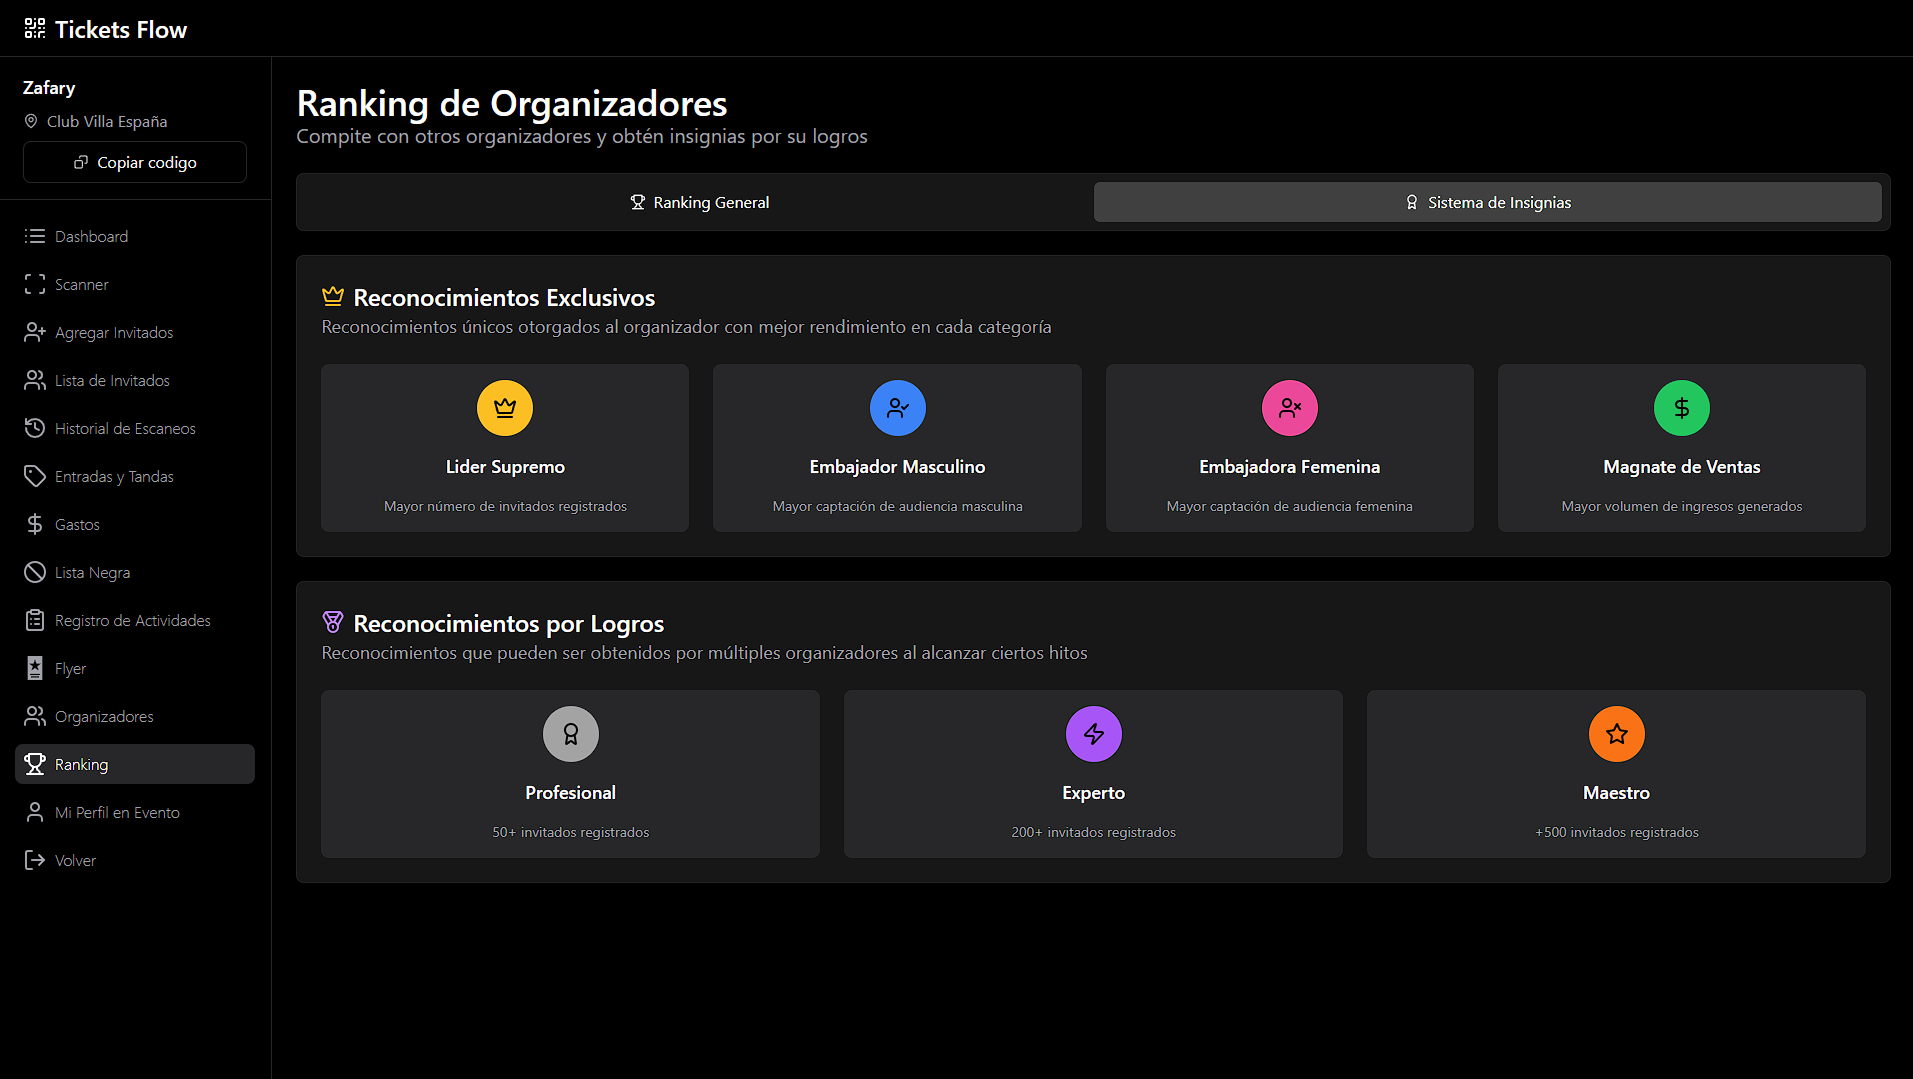 Tickets Flow
Zafary
Club Villa España
Copiar codigo
Dashboard
Scanner
Agregar Invitados
Lista de Invitados
Historial de Escaneos
Entradas y Tandas
Gastos
Lista Negra
Registro de Actividades
Flyer
Organizadores
Ranking
Mi Perfil en Evento
Volver
Ranking de Organizadores
Compite con otros organizadores y obtén insignias por su logros
Ranking General
Sistema de Insignias
Reconocimientos Exclusivos
Reconocimientos únicos otorgados al organizador con mejor rendimiento en cada categoría
Lider Supremo
Mayor número de invitados registrados
Embajador Masculino
Mayor captación de audiencia masculina
Embajadora Femenina
Mayor captación de audiencia femenina
Magnate de Ventas
Mayor volumen de ingresos generados
Reconocimientos por Logros
Reconocimientos que pueden ser obtenidos por múltiples organizadores al alcanzar ciertos hitos
Profesional
50+ invitados registrados
Experto
200+ invitados registrados
Maestro
+500 invitados registrados